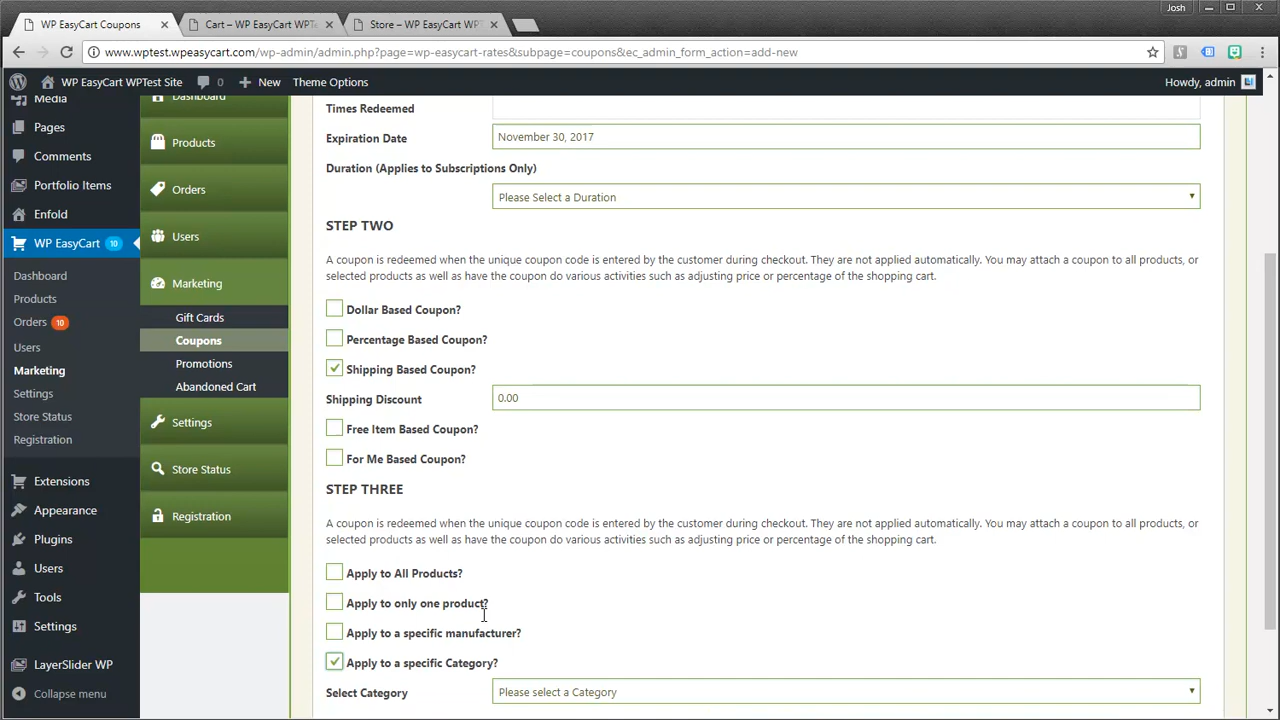 Josh
WP EasyCart Coupons
Cart – WP EasyCart WPTe
Store – WP EasyCart WPT
www.wptest.wpeasycart.com/wp-admin/admin.php?page=wp-easycart-rates&subpage=coupons&ec_admin_form_action=add-new
WP EasyCart WPTest Site
0
New
Theme Options
Howdy, admin
Media
Pages
Comments
Portfolio Items
Enfold
WP EasyCart 10
Dashboard
Products
Orders 10
Users
Marketing
Settings
Store Status
Registration
Extensions
Appearance
Plugins
Users
Tools
Settings
LayerSlider WP
Collapse menu
Dashboard
Products
Orders
Users
Marketing
Gift Cards
Coupons
Promotions
Abandoned Cart
Settings
Store Status
Registration
Times Redeemed
Expiration Date
November 30, 2017
Duration (Applies to Subscriptions Only)
Please Select a Duration
STEP TWO
A coupon is redeemed when the unique coupon code is entered by the customer during checkout. They are not applied automatically. You may attach a coupon to all products, or
selected products as well as have the coupon do various activities such as adjusting price or percentage of the shopping cart.
Dollar Based Coupon?
Percentage Based Coupon?
Shipping Based Coupon?
Shipping Discount
0.00
Free Item Based Coupon?
For Me Based Coupon?
STEP THREE
A coupon is redeemed when the unique coupon code is entered by the customer during checkout. They are not applied automatically. You may attach a coupon to all products, or
selected products as well as have the coupon do various activities such as adjusting price or percentage of the shopping cart.
Apply to All Products?
Apply to only one product?
Apply to a specific manufacturer?
Apply to a specific Category?
Select Category
Please select a Category